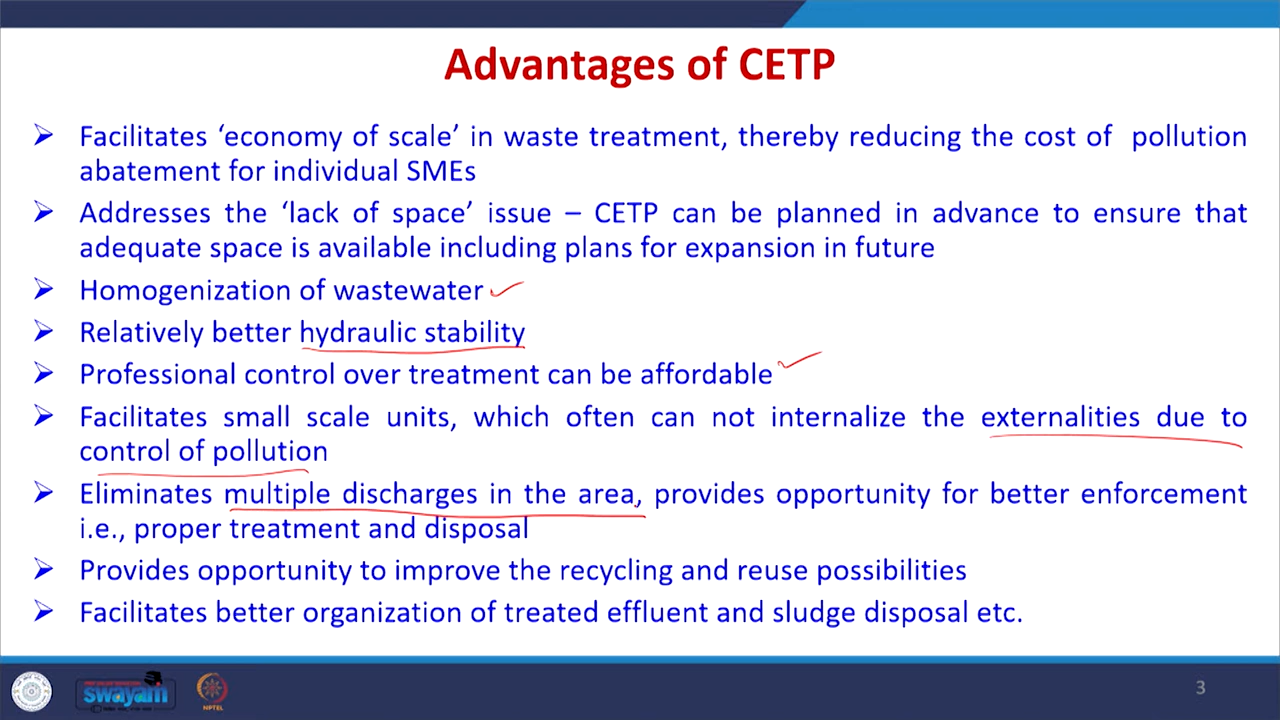 Advantages of CETP
➢ Facilitates ‘economy of scale’ in waste treatment, thereby reducing the cost of pollution
abatement for individual SMEs
➢ Addresses the ‘lack of space’ issue – CETP can be planned in advance to ensure that
adequate space is available including plans for expansion in future
➢ Homogenization of wastewater
➢ Relatively better hydraulic stability
➢ Professional control over treatment can be affordable
➢ Facilitates small scale units, which often can not internalize the externalities due to
control of pollution
➢ Eliminates multiple discharges in the area, provides opportunity for better enforcement
i.e., proper treatment and disposal
➢ Provides opportunity to improve the recycling and reuse possibilities
➢ Facilitates better organization of treated effluent and sludge disposal etc.
swayam
NPTEL
3